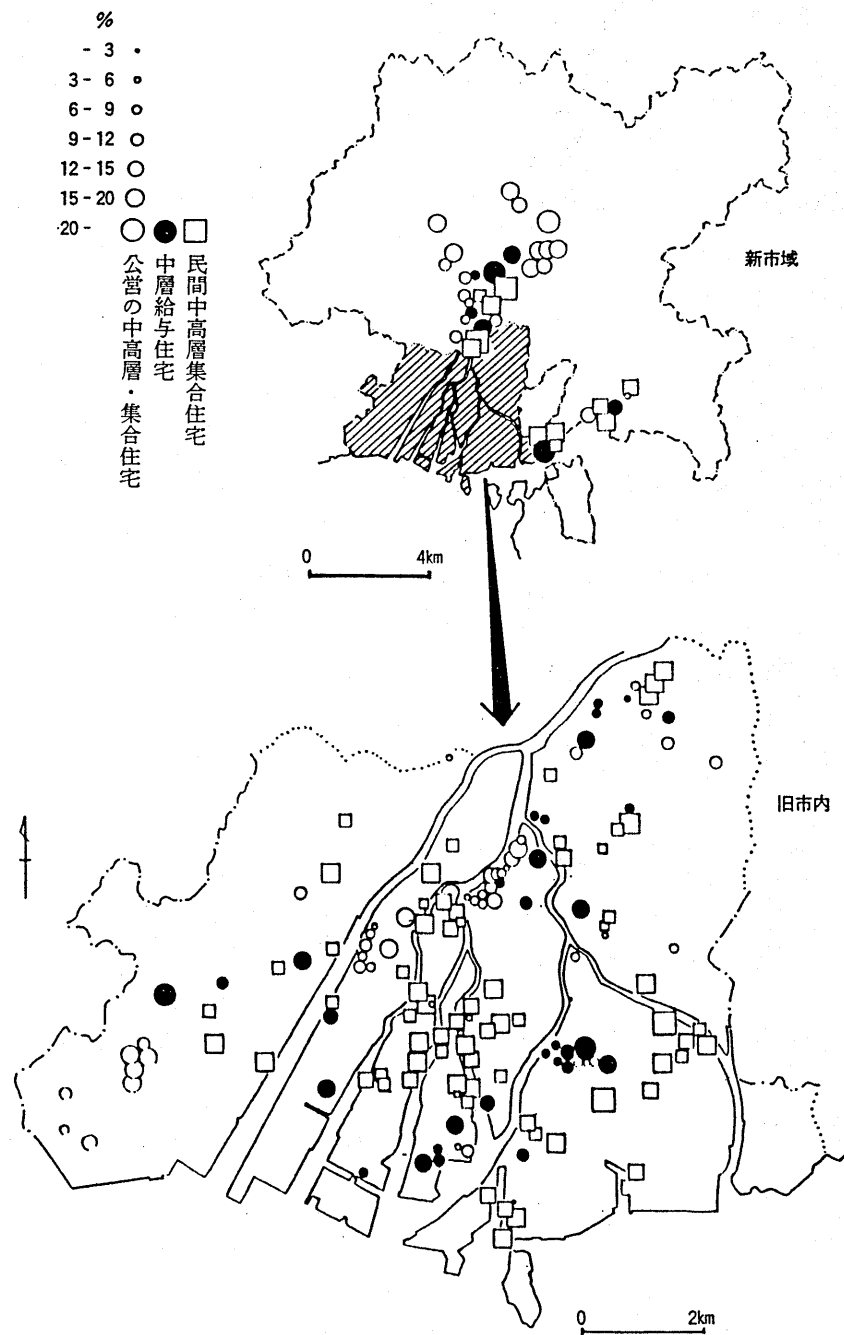 %
- 3
3 - 6
6 - 9
9 - 12
12 - 15
15 - 20
20 -
民間中高層集合住宅
中層給与住宅
公営の中高層・集合住宅
新市域
0 4km
旧市内
0 2km